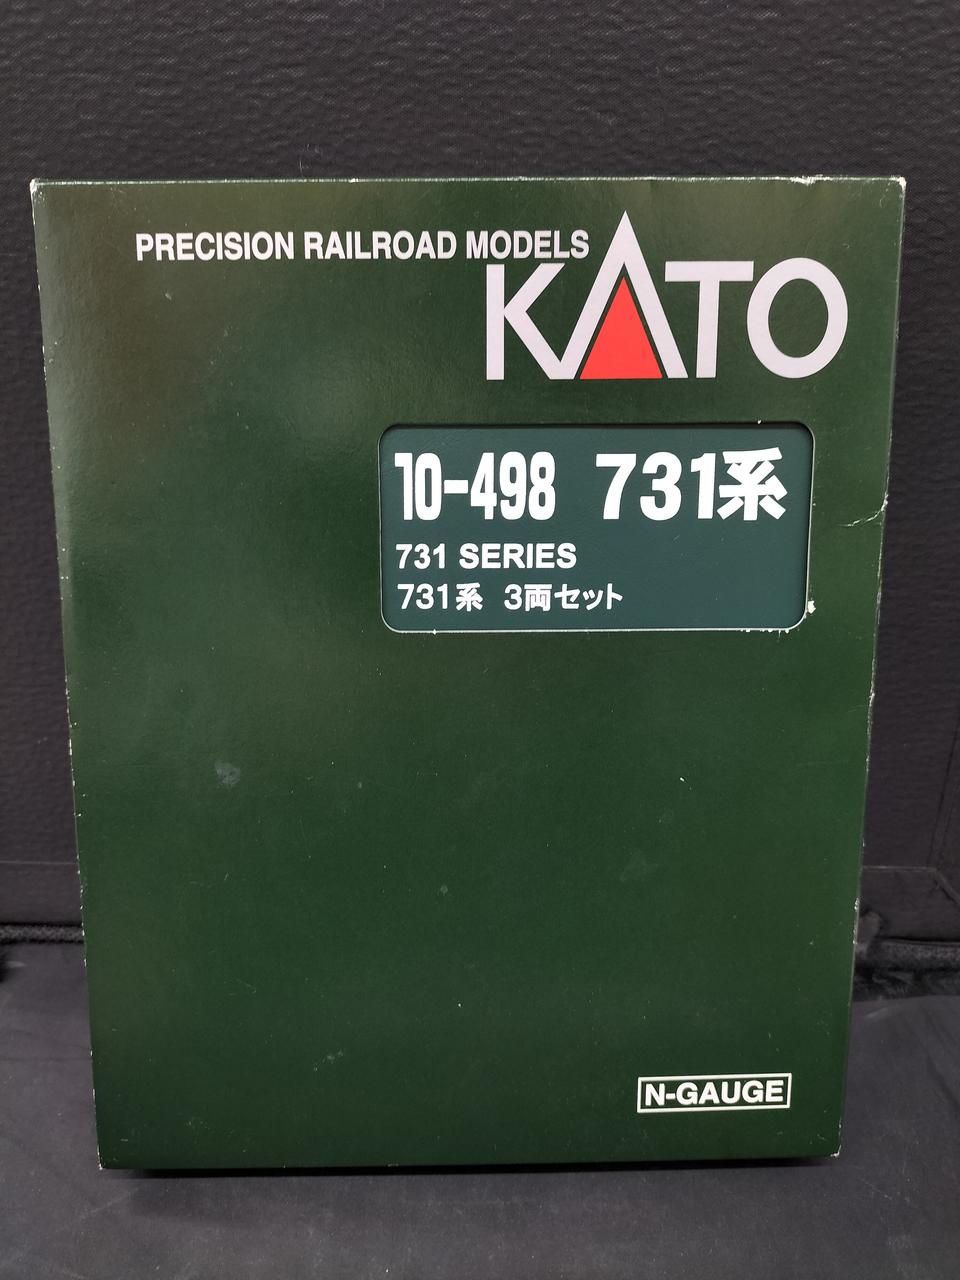 PRECISION RAILROAD MODELS
KATO
10-498 731系
731 SERIES
731系 3両セット
N-GAUGE